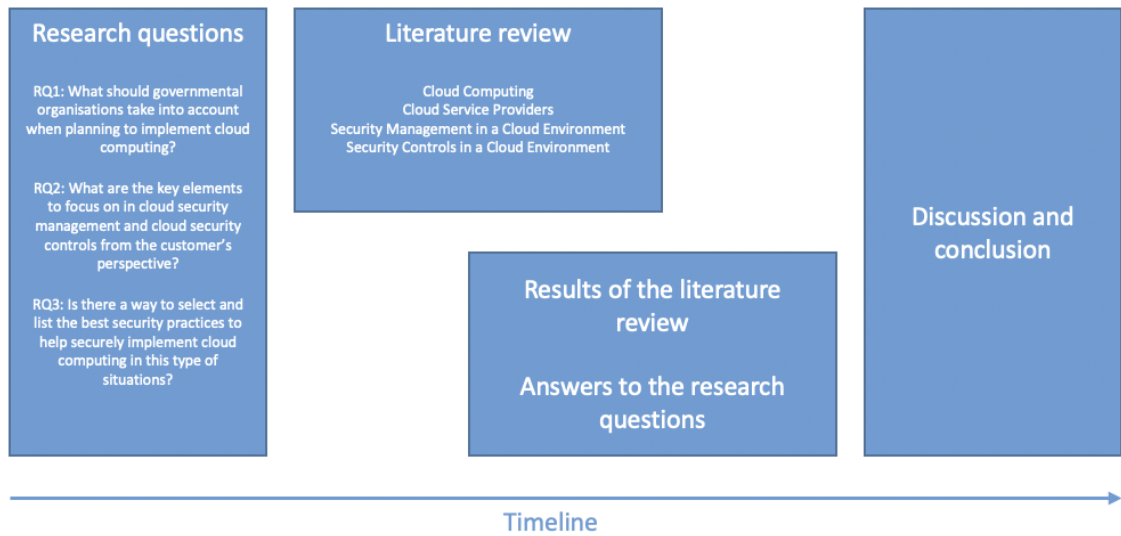 Research questions
RQ1: What should governmental
organisations take into account
when planning to implement cloud
computing?
RQ2: What are the key elements
to focus on in cloud security
management and cloud security
controls from the customer's
perspective?
RQ3: Is there a way to select and
list the best security practices to
help securely implement cloud
computing in this type of
situations?
Literature review
Cloud Computing
Cloud Service Providers
Security Management in a Cloud Environment
Security Controls in a Cloud Environment
Results of the literature
review
Answers to the research
questions
Discussion and
conclusion
Timeline